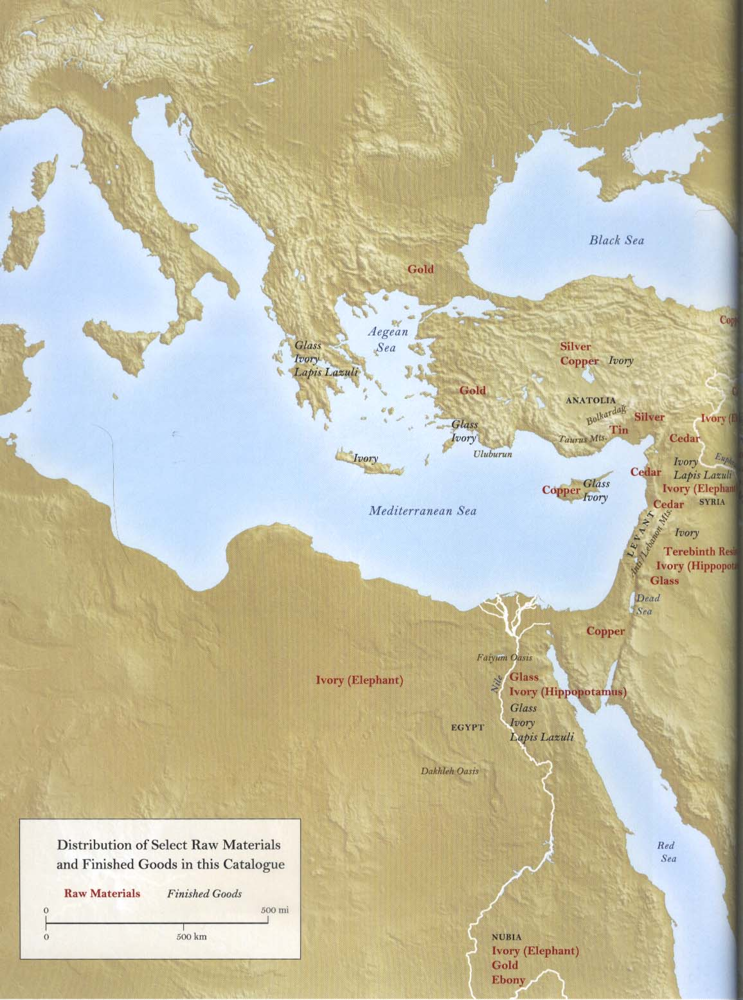 Black Sea
Gold
Aegean
Sea
Glass
Ivory
Lapis Lazuli
Silver
Copper
Ivory
Gold
ANATOLIA
Bolkardağ
Silver
Tin
Taurus Mts.
Glass
Ivory
Uluburun
Ivory
Cedar
Ivory
Lapis Lazuli
Cedar
Copper
Glass
Ivory
Ivory (Elephant
SYRIA
Cedar
Mediterranean Sea
LEVANT
Anti/Lebanon Mts.
Ivory
Terebinth
Ivory
Glass
Dead
Sea
Copper
Faiyum Oasis
Nile
Ivory (Elephant)
Glass
Ivory (Hippopotamus)
Glass
Ivory
Lapis Lazuli
EGYPT
Dakhleh Oasis
Red
Sea
NUBIA
Ivory (Elephant)
Gold
Ebony
Distribution of Select Raw Materials
and Finished Goods in this Catalogue
Raw Materials Finished Goods
0 500 mi
0 500 km